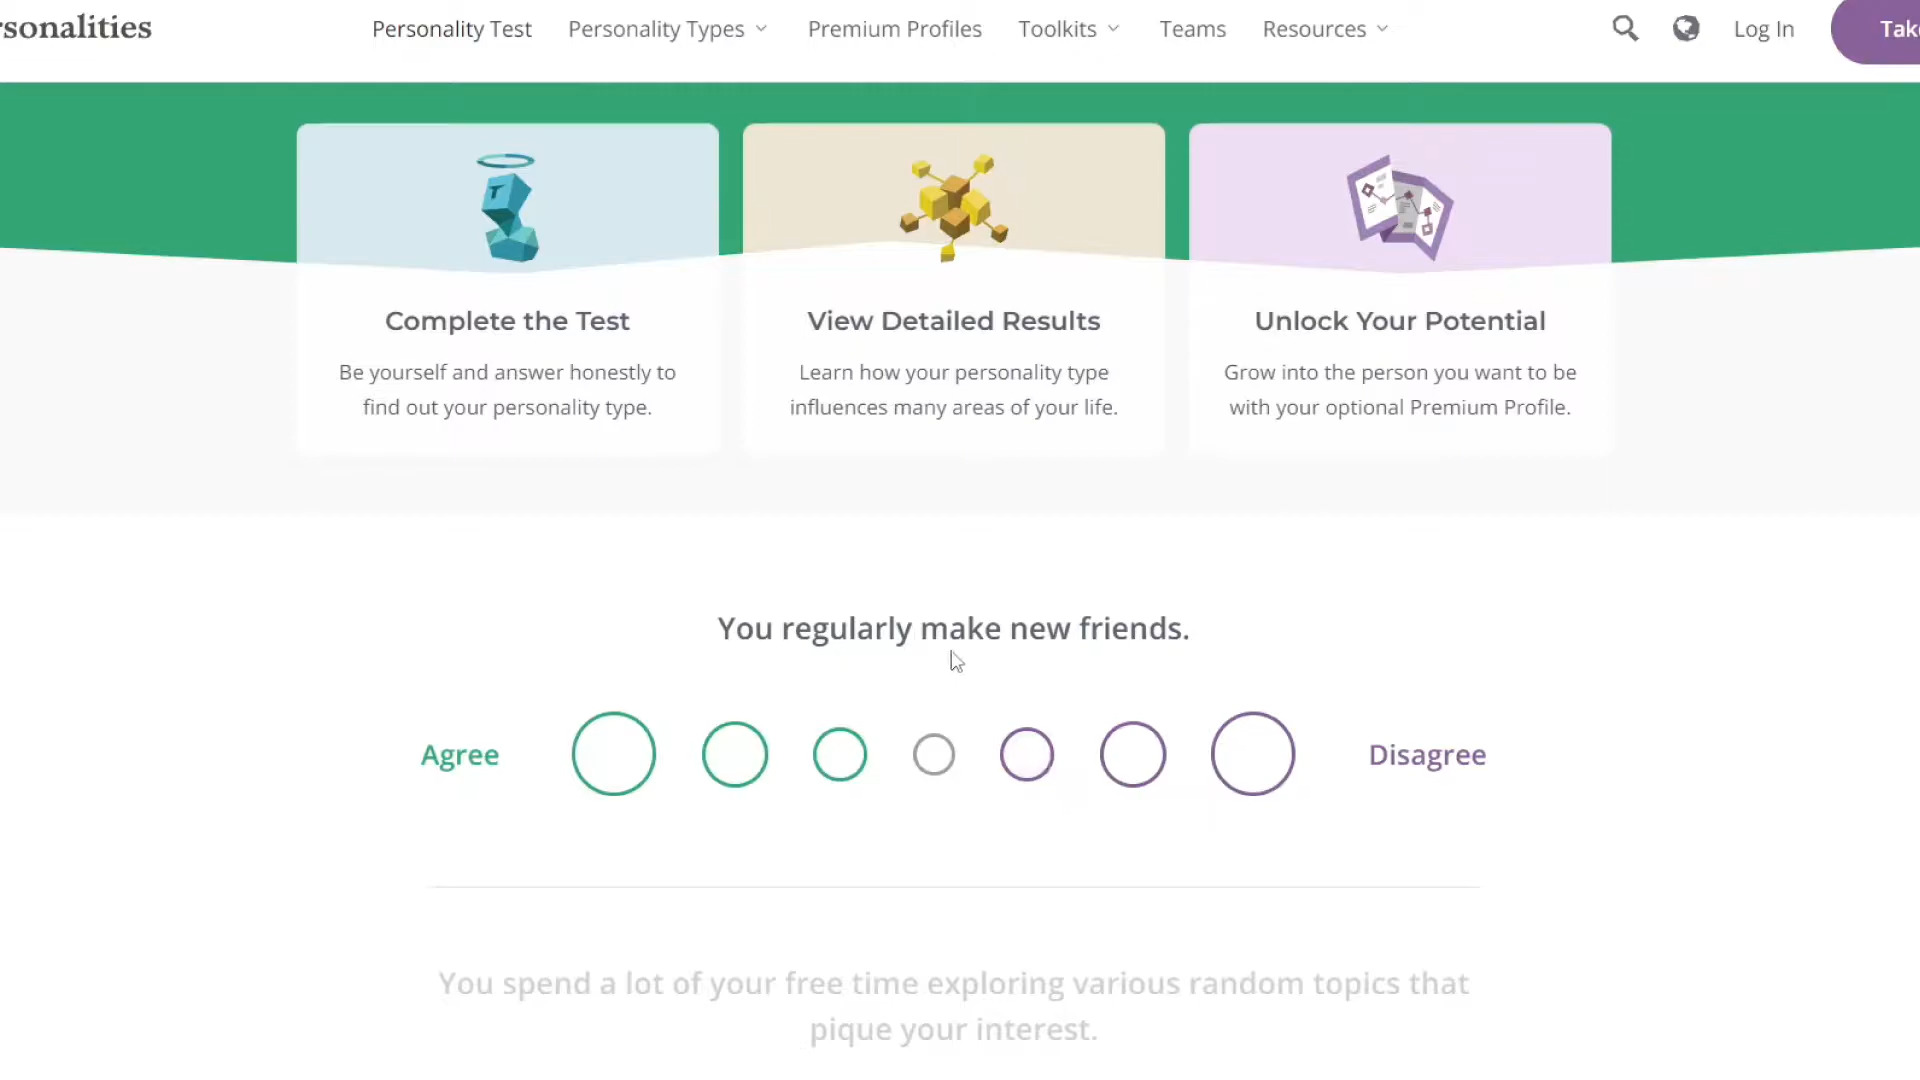 rsonalities
Personality Test Personality Types Premium Profiles Toolkits Teams Resources Log In Take
Complete the Test
Be yourself and answer honestly to
find out your personality type.
View Detailed Results
Learn how your personality type
influences many areas of your life.
Unlock Your Potential
Grow into the person you want to be
with your optional Premium Profile.
You regularly make new friends.
Agree Disagree
You spend a lot of your free time exploring various random topics that
pique your interest.